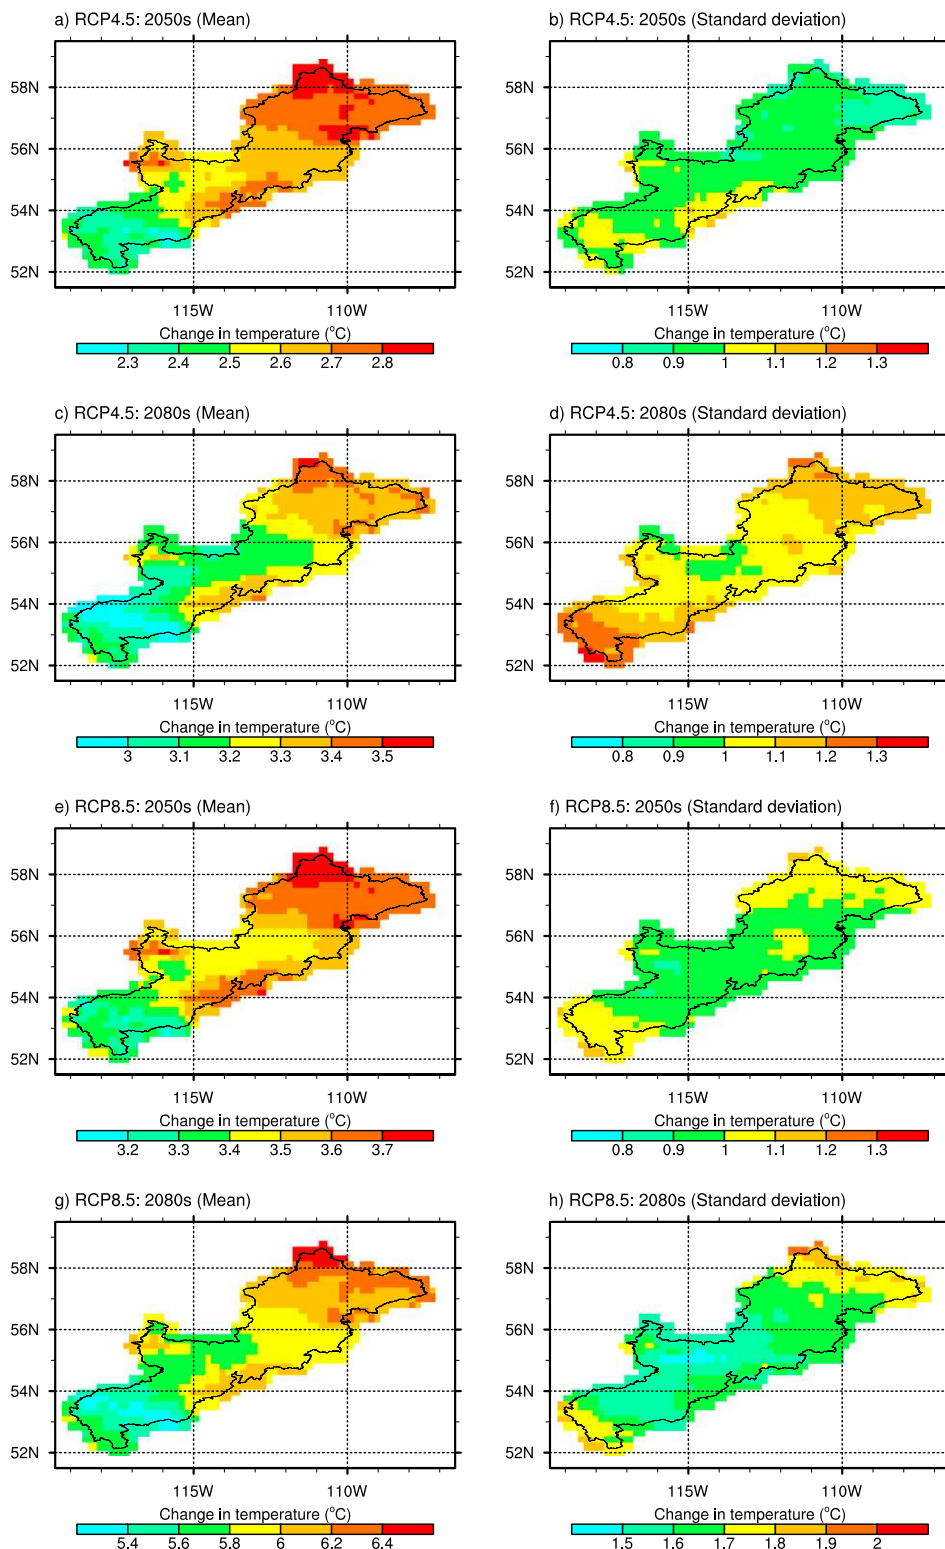 a) RCP4.5: 2050s (Mean)
b) RCP4.5: 2050s (Standard deviation)
58N
56N
54N
52N
58N
56N
54N
52N
115W 110W
115W 110W
Change in temperature (°C)
Change in temperature (°C)
2.3 2.4 2.5 2.6 2.7 2.8
0.8 0.9 1 1.1 1.2 1.3
c) RCP4.5: 2080s (Mean)
d) RCP4.5: 2080s (Standard deviation)
58N
56N
54N
52N
58N
56N
54N
52N
115W 110W
115W 110W
Change in temperature (°C)
Change in temperature (°C)
3 3.1 3.2 3.3 3.4 3.5
0.8 0.9 1 1.1 1.2 1.3
e) RCP8.5: 2050s (Mean)
f) RCP8.5: 2050s (Standard deviation)
58N
56N
54N
52N
58N
56N
54N
52N
115W 110W
115W 110W
Change in temperature (°C)
Change in temperature (°C)
3.2 3.3 3.4 3.5 3.6 3.7
0.8 0.9 1 1.1 1.2 1.3
g) RCP8.5: 2080s (Mean)
h) RCP8.5: 2080s (Standard deviation)
58N
56N
54N
52N
58N
56N
54N
52N
115W 110W
115W 110W
Change in temperature (°C)
Change in temperature (°C)
5.4 5.6 5.8 6 6.2 6.4
1.5 1.6 1.7 1.8 1.9 2